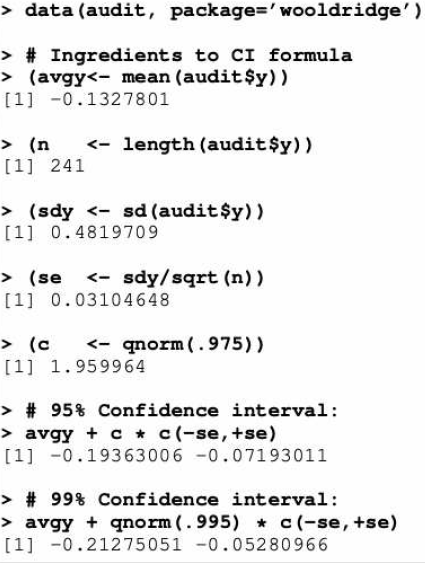 > data(audit, package=’wooldridge’)
> # Ingredients to CI formula
> (avgy<- mean(audit$y))
[1] -0.1327801
> (n   <- length(audit$y))
[1] 241
> (sdy <- sd(audit$y))
[1] 0.4819709
> (se  <- sdy/sqrt(n))
[1] 0.03104648
> (c   <- qnorm(.975))
[1] 1.959964
> # 95% Confidence interval:
> avgy + c * c(-se,+se)
[1] -0.19363006 -0.07193011
> # 99% Confidence interval:
> avgy + qnorm(.995) * c(-se,+se)
[1] -0.21275051 -0.05280966